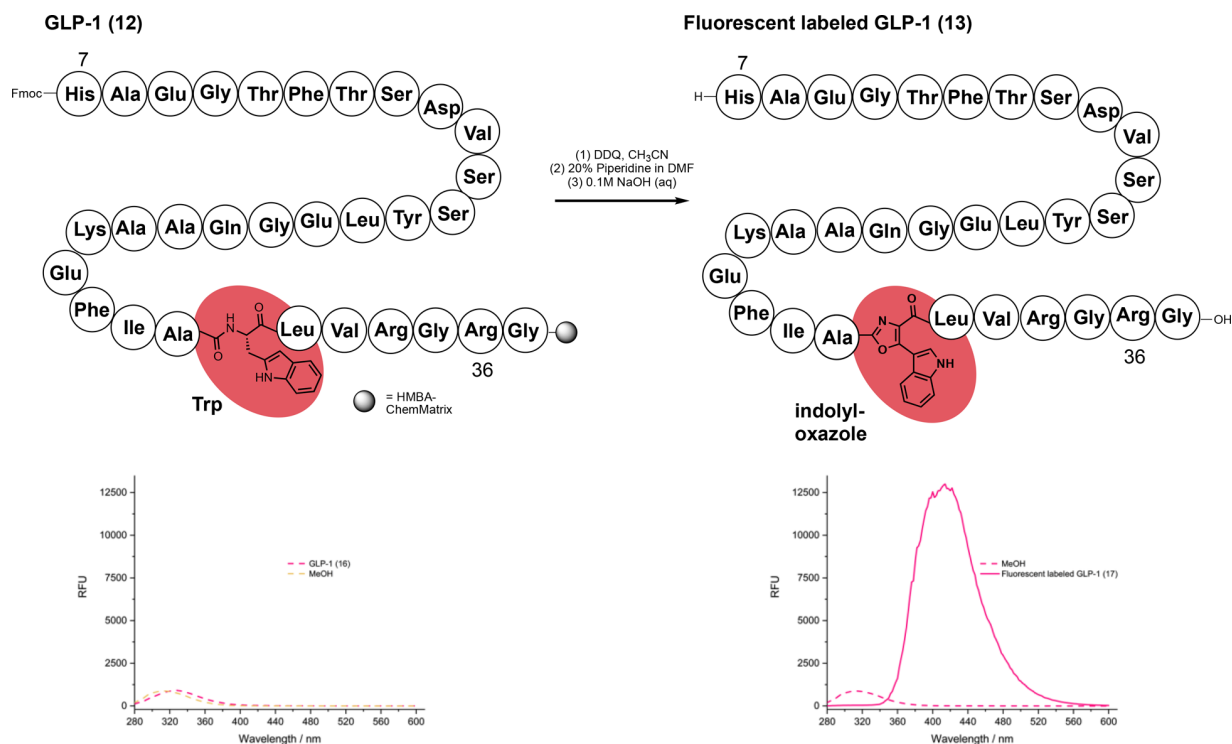 GLP-1 (12)
Fluorescent labeled GLP-1 (13)
7
Fmoc His Ala Glu Gly Thr Phe Thr Ser Asp
Val
Ser
Ser
Lys Ala Ala Gln Gly Glu Leu Tyr
Glu
Phe
Ile
Ala
O
HN
O
HN
Leu Val Arg Gly Arg Gly
36
Trp
= HMBA-
ChemMatrix
(1) DDQ, CH3CN
(2) 20% Piperidine in DMF
(3) 0.1M NaOH (aq)
7
H His Ala Glu Gly Thr Phe Thr Ser Asp
Val
Ser
Ser
Lys Ala Ala Gln Gly Glu Leu Tyr
Glu
Phe
Ile
Ala
N
O
O
NH
Leu Val Arg Gly Arg Gly OH
36
indolyl-
oxazole
RFU
12500
10000
7500
5000
2500
0
GLP-1 (16)
MeOH
280 320 360 400 440 480 520 560 600
Wavelength / nm
RFU
12500
10000
7500
5000
2500
0
MeOH
Fluorescent labeled GLP-1 (17)
280 320 360 400 440 480 520 560 600
Wavelength / nm